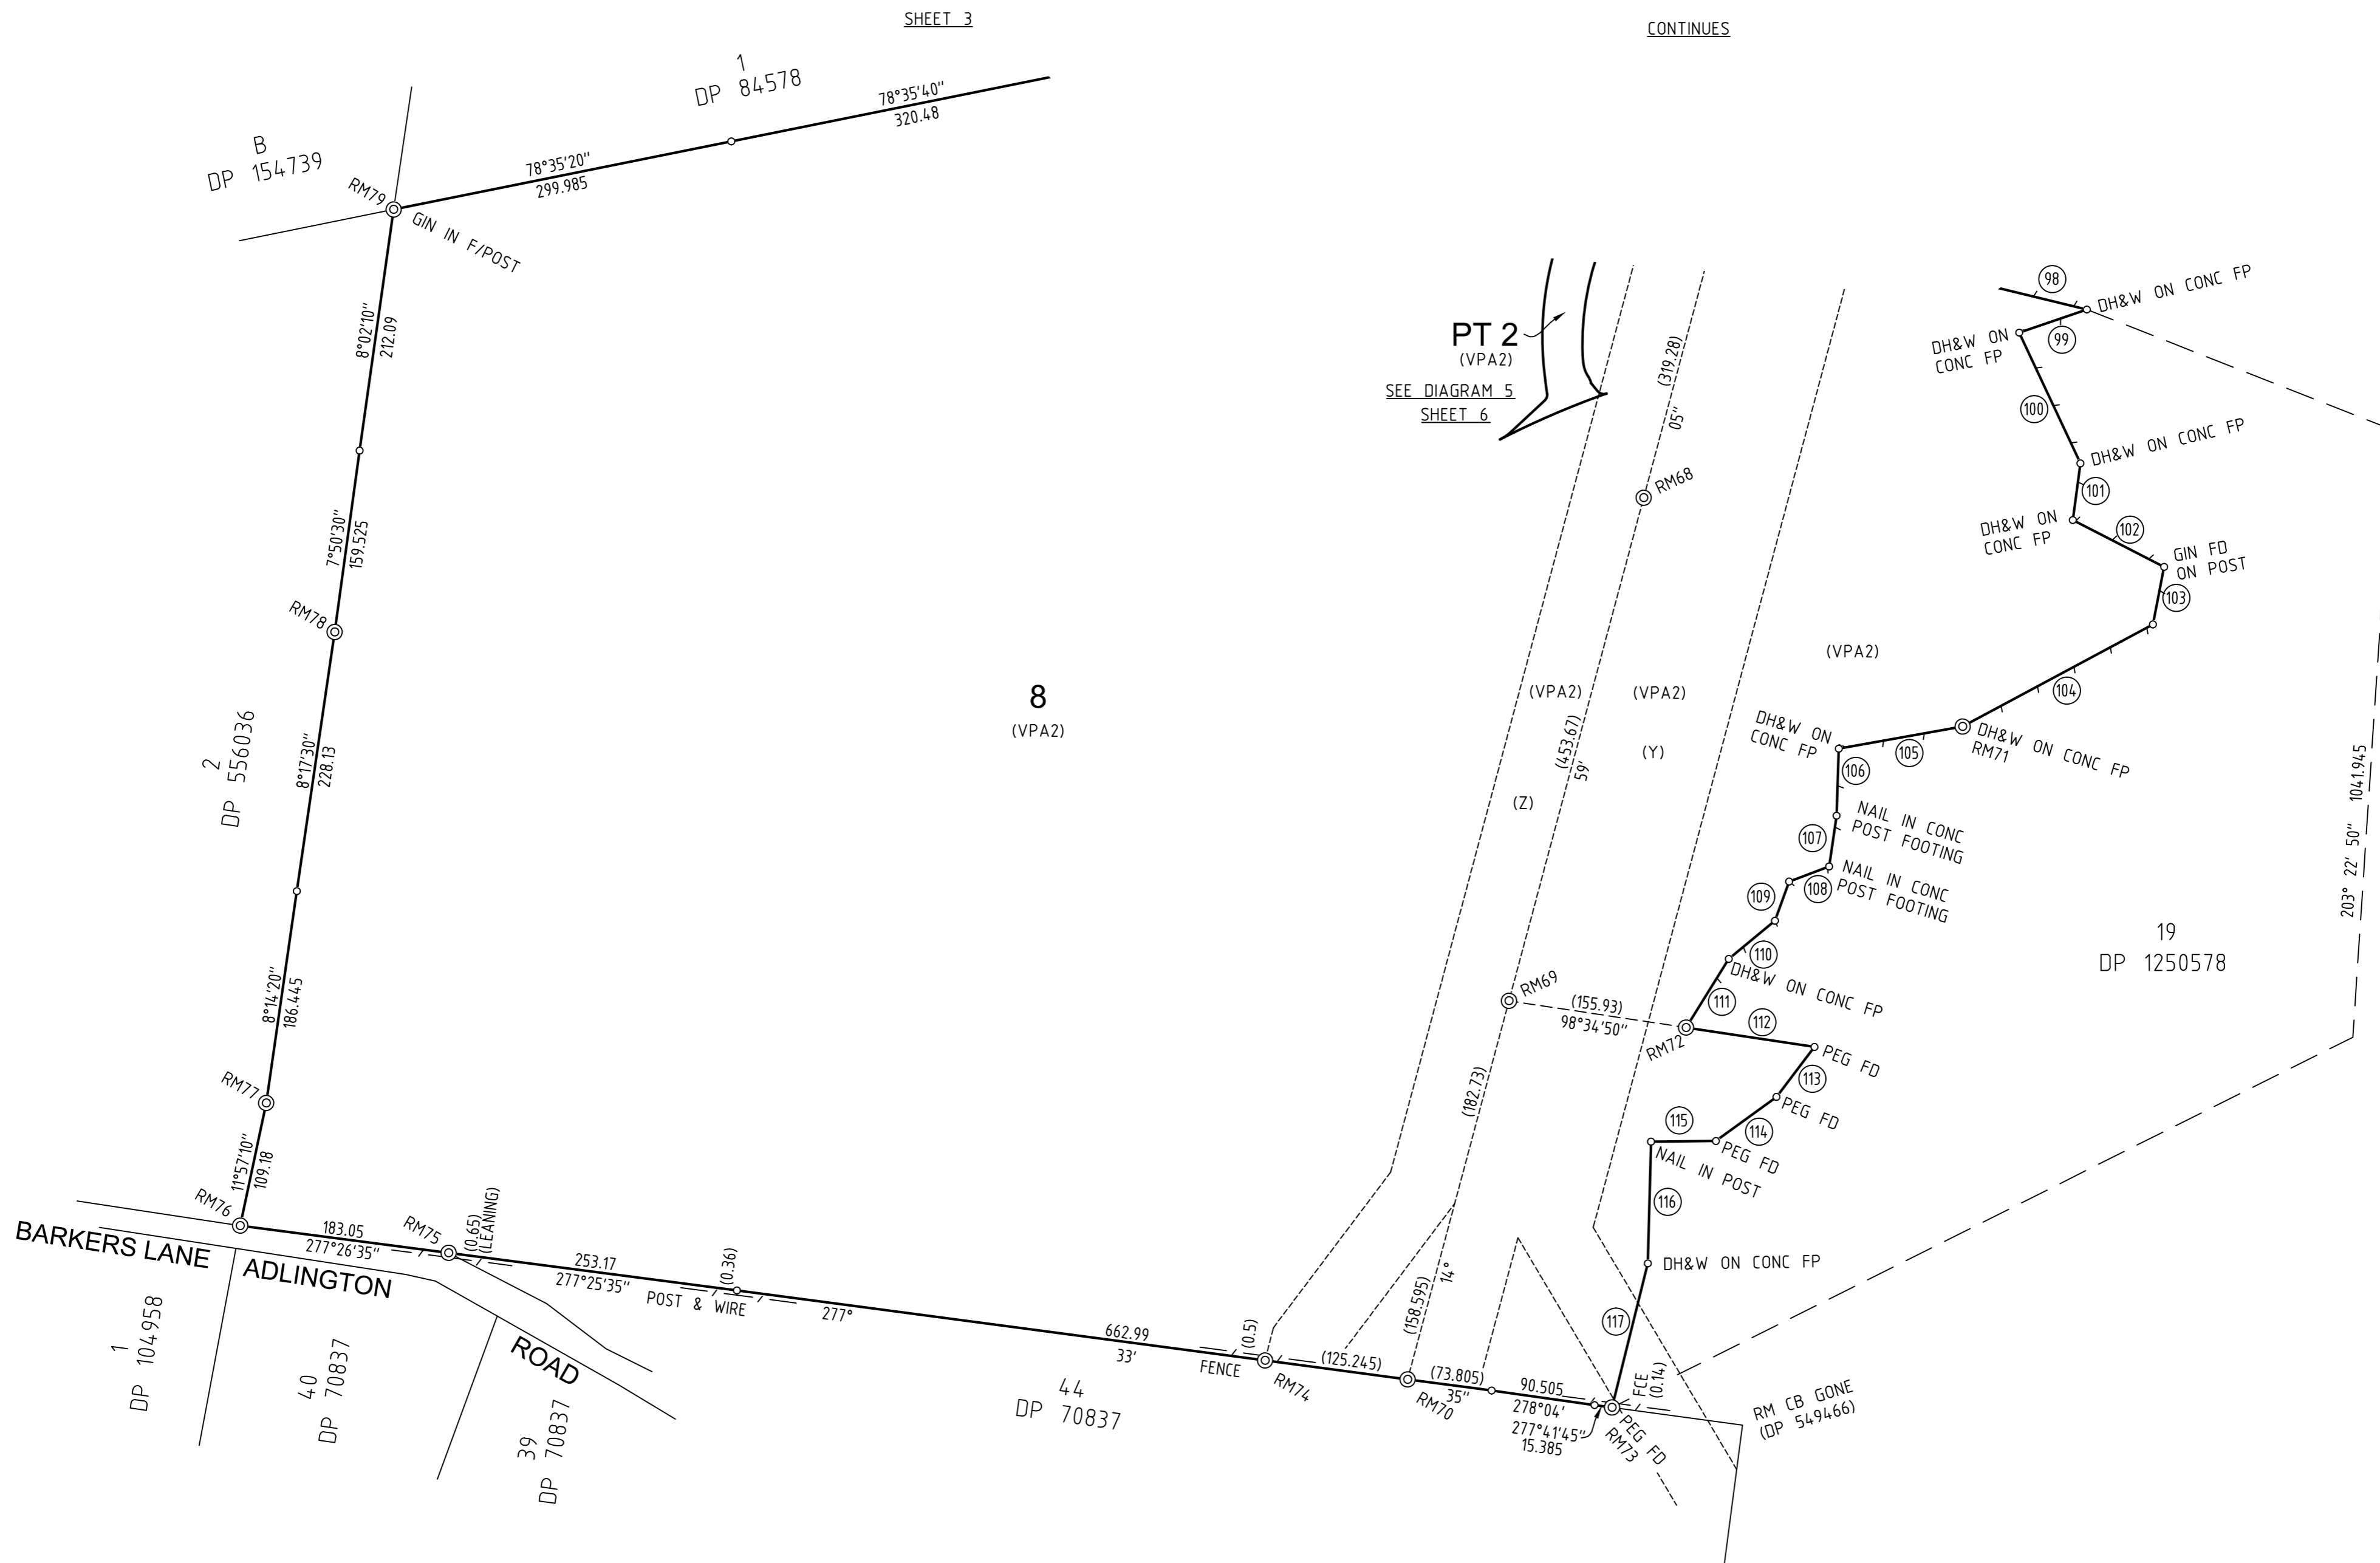 SHEET 3
CONTINUES
1
DP 84578
78°35'40"
320.48
B
DP 154739
78°35'20"
299.985
RM79
GIN IN F/POST
8°02'10"
212.09
7°50'30"
159.525
RM78
2
DP 556036
8°17'30"
228.13
8°14'20"
186.445
RM77
11°57'10"
109.18
RM76
8
(VPA2)
PT 2
(VPA2)
SEE DIAGRAM 5
SHEET 6
(319.28)
05"
RM68
(VPA2)
(VPA2)
(VPA2)
(453.67)
59'
(Y)
(Z)
RM69
(155.93)
98°34'50"
RM72
(182.73)
(158.595)
14°
98
DH&W ON CONC FP
DH&W ON
CONC FP
99
100
DH&W ON CONC FP
101
DH&W ON
CONC FP
102
GIN FD
ON POST
103
104
DH&W ON
CONC FP
105
DH&W ON CONC FP
RM71
106
NAIL IN CONC
POST FOOTING
107
NAIL IN CONC
POST FOOTING
108
109
110
DH&W ON CONC FP
111
112
PEG FD
113
PEG FD
114
PEG FD
115
NAIL IN POST
116
DH&W ON CONC FP
117
19
DP 1250578
203° 22' 50"
1041.945
183.05
277°26'35"
RM75
(0.65)
(LEANING)
253.17
277°25'35"
(0.36)
POST & WIRE
277°
662.99
33'
FENCE
(0.5)
RM74
(125.245)
RM70
(73.805)
35"
90.505
278°04'
277°41'45"
15.385
FCE
(0.14)
PEG FD
RM73
RM CB GONE
(DP 549466)
BARKERS LANE
ADLINGTON
ROAD
1
DP 104958
40
DP 70837
39
DP 70837
44
DP 70837